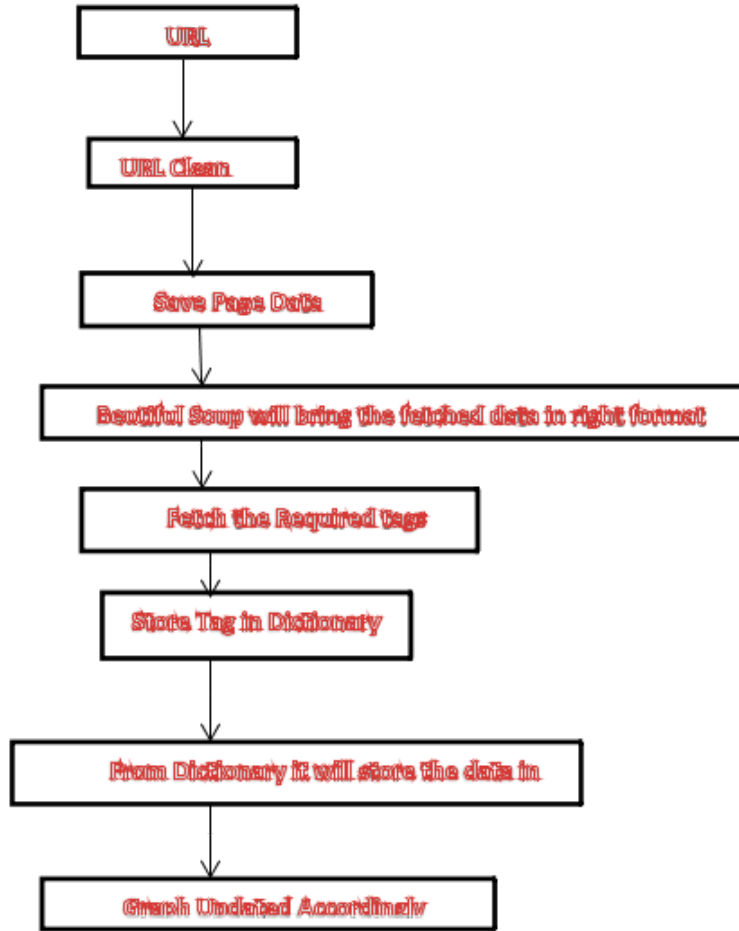 URL
URL Clean
Save Page Data
Beutiful Soup will bring the fetched data in right format
Fetch the Required tags
Store Tag in Dictionary
From Dictionary it will store the data in
Graph Updated Accordingly